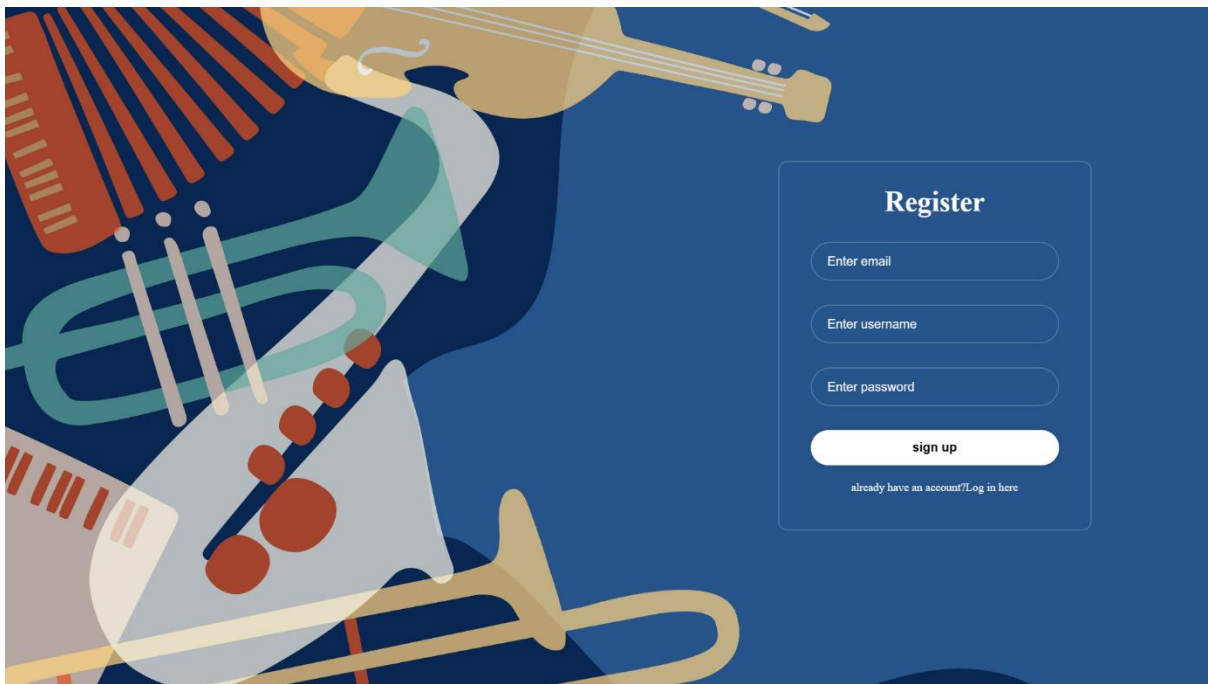 Register
Enter email
Enter username
Enter password
sign up
already have an account?Log in here